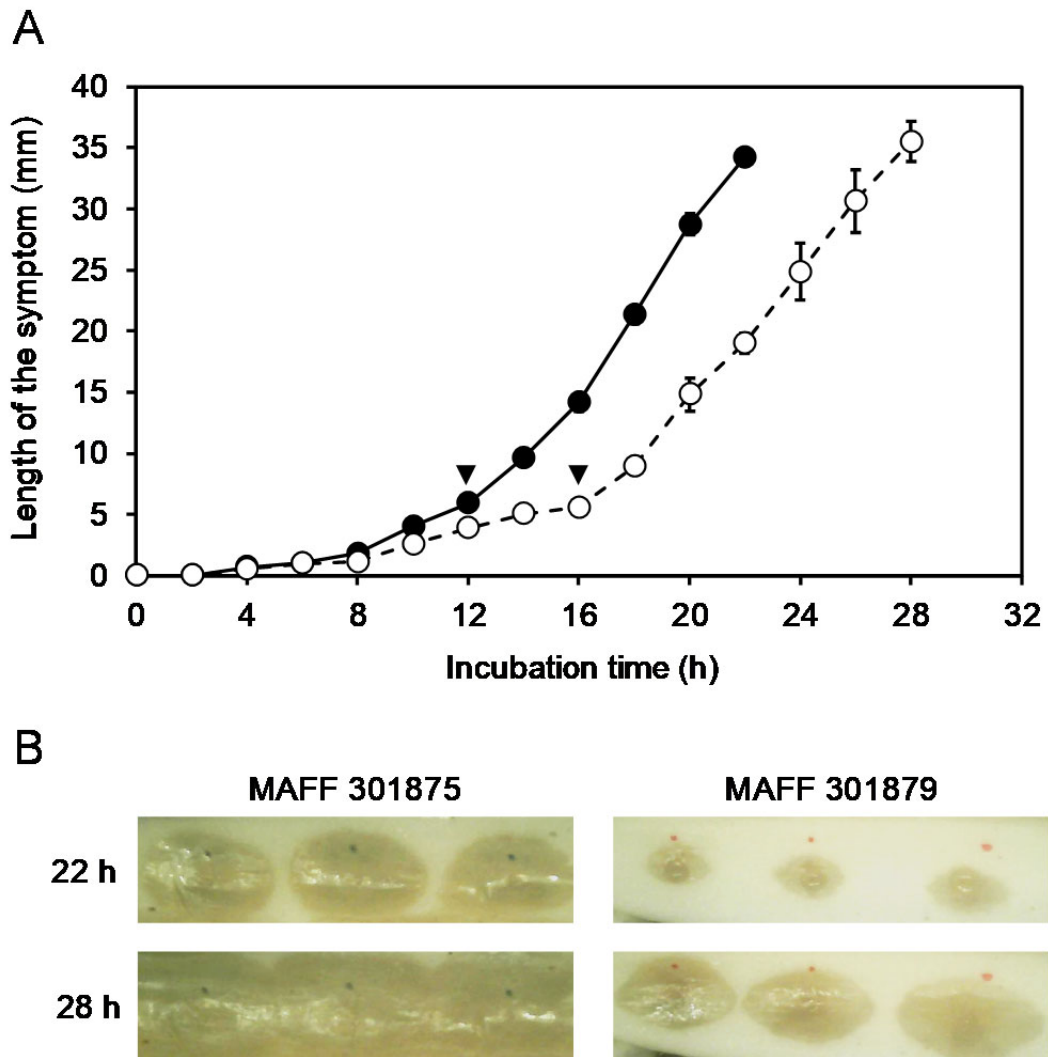 A
40
35
30
25
20
15
10
5
0
0 4 8 12 16 20 24 28 32
Length of the symptom (mm)
Incubation time (h)
B
MAFF 301875 MAFF 301879
22 h
28 h